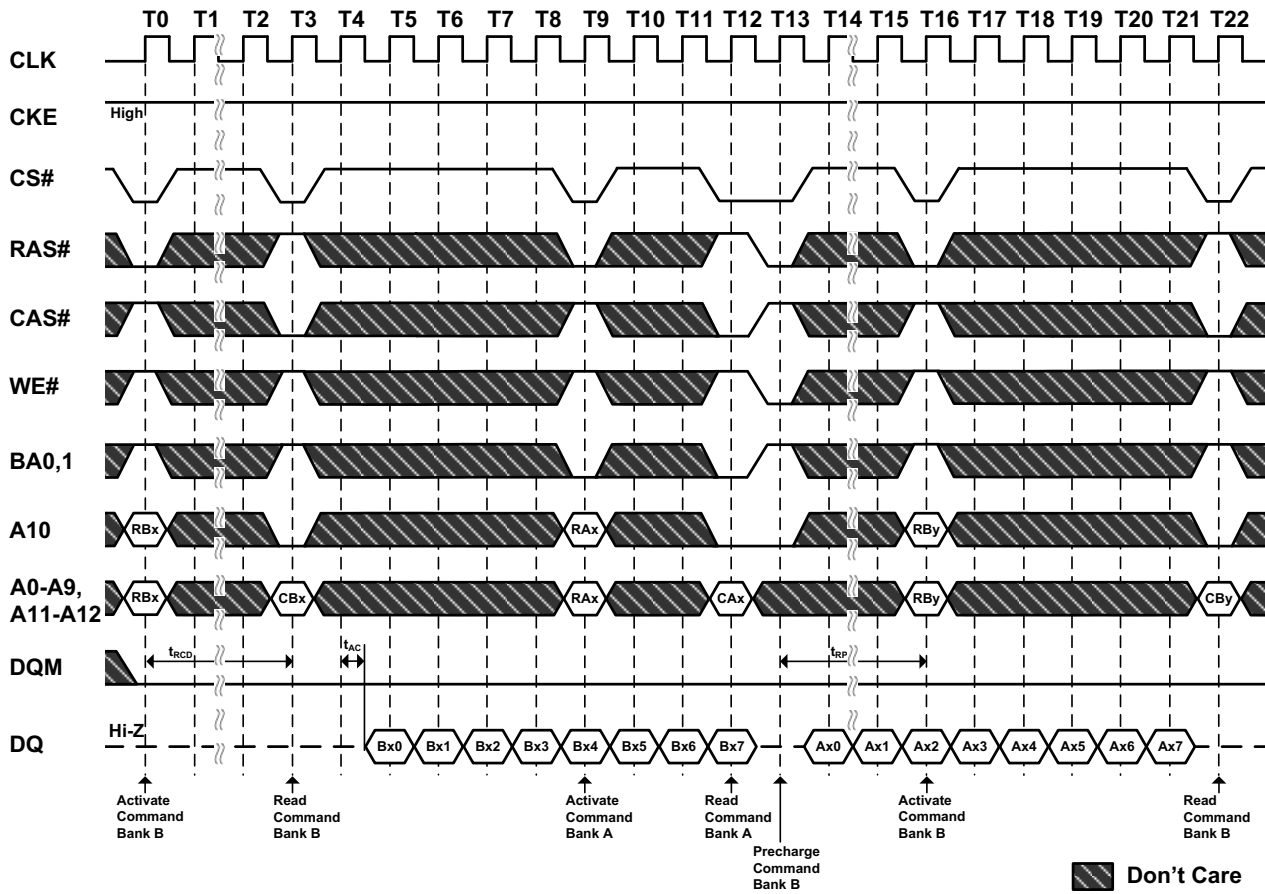 T0 T1 T2 T3 T4 T5 T6 T7 T8 T9 T10 T11 T12 T13 T14 T15 T16 T17 T18 T19 T20 T21 T22
CLK
CKE
High
CS#
RAS#
CAS#
WE#
BA0,1
A10
RBx RAx RBy
A0-A9,
A11-A12
RBx CBx RAx CAx RBy CBy
DQM
tRCD tAC tRP
DQ
Hi-Z
Bx0 Bx1 Bx2 Bx3 Bx4 Bx5 Bx6 Bx7 Ax0 Ax1 Ax2 Ax3 Ax4 Ax5 Ax6 Ax7
Activate
Command
Bank B
Read
Command
Bank B
Activate
Command
Bank A
Read
Command
Bank A
Precharge
Command
Bank B
Activate
Command
Bank B
Read
Command
Bank B
Don't Care